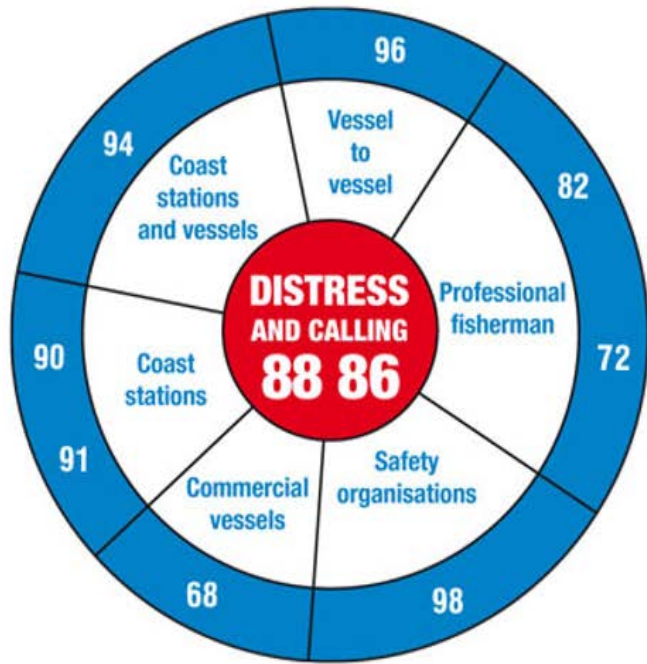 96
Vessel
to
vessel
82
72
Professional
fisherman
98
Safety
organisations
68
Commercial
vessels
91
90
Coast
stations
94
Coast
stations
and vessels
DISTRESS
AND CALLING
88 86